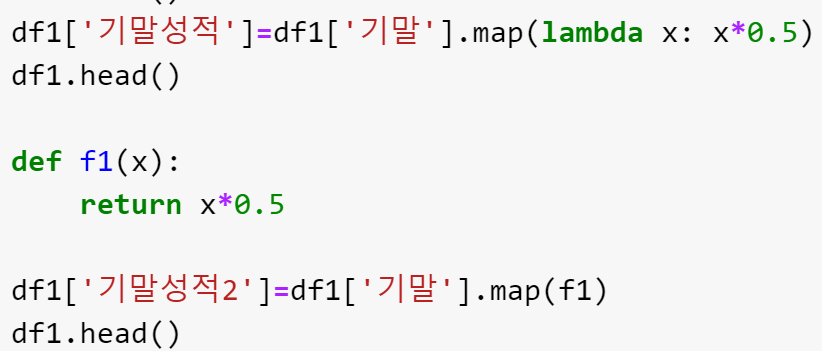 df1['기말성적']=df1['기말'].map(lambda x: x*0.5)
df1.head()
def f1(x):
    return x*0.5
df1['기말성적2']=df1['기말'].map(f1)
df1.head()